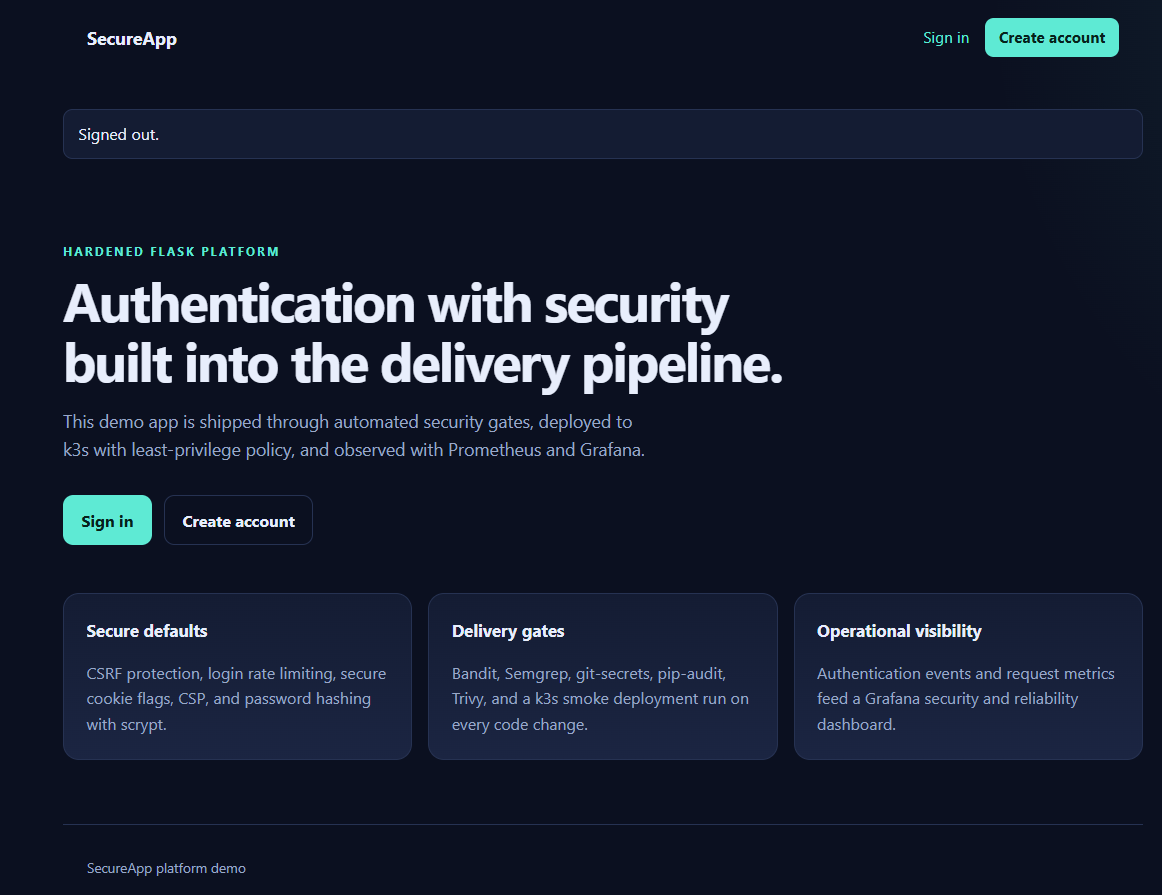 SecureApp
Sign in
Create account
Signed out.
HARDENED FLASK PLATFORM
Authentication with security
built into the delivery pipeline.
This demo app is shipped through automated security gates, deployed to
k3s with least-privilege policy, and observed with Prometheus and Grafana.
Sign in
Create account
Secure defaults
CSRF protection, login rate limiting, secure
cookie flags, CSP, and password hashing
with scrypt.
Delivery gates
Bandit, Semgrep, git-secrets, pip-audit,
Trivy, and a k3s smoke deployment run on
every code change.
Operational visibility
Authentication events and request metrics
feed a Grafana security and reliability
dashboard.
SecureApp platform demo